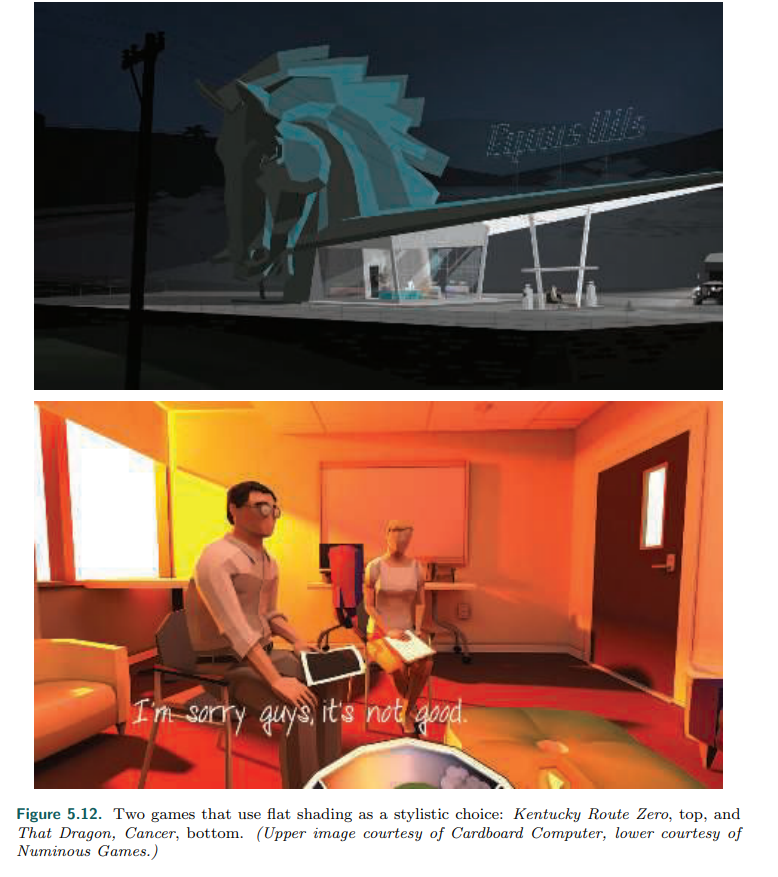 Equus Oils
I'm sorry guys, it's not good.
Figure 5.12. Two games that use flat shading as a stylistic choice: Kentucky Route Zero, top, and
That Dragon, Cancer, bottom. (Upper image courtesy of Cardboard Computer, lower courtesy of
Numinous Games.)